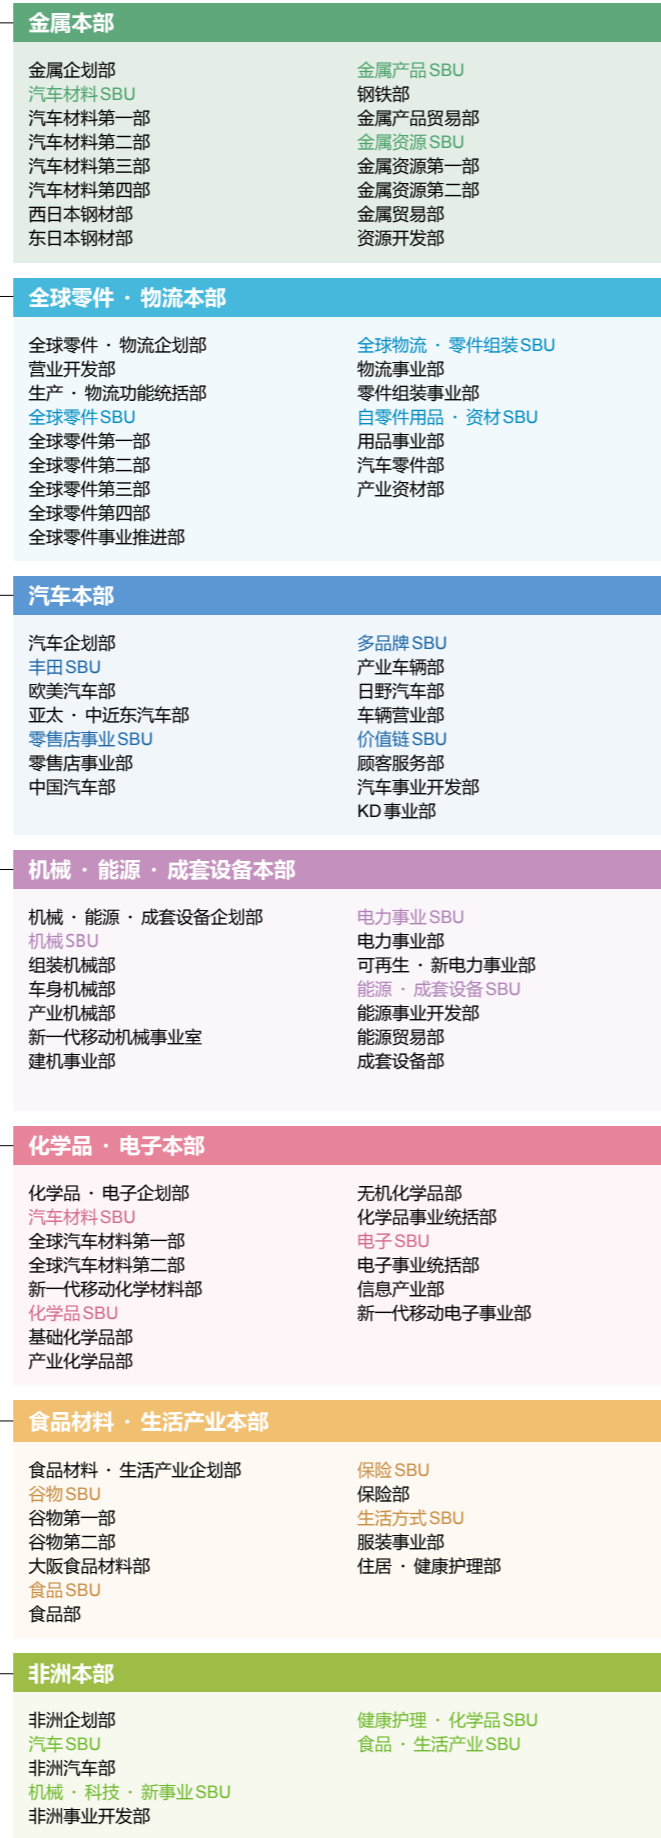 金属本部
金属企划部
汽车材料SBU
汽车材料第一部
汽车材料第二部
汽车材料第三部
汽车材料第四部
西日本钢材部
东日本钢材部
金属产品SBU
钢铁部
金属产品贸易部
金属资源SBU
金属资源第一部
金属资源第二部
金属贸易部
资源开发部
全球零件 · 物流本部
全球零件 · 物流企划部
营业开发部
生产 · 物流功能统括部
全球零件SBU
全球零件第一部
全球零件第二部
全球零件第三部
全球零件第四部
全球零件事业推进部
全球物流 · 零件组装SBU
物流事业部
零件组装事业部
自零件用品 · 资材SBU
用品事业部
汽车零件部
产业资材部
汽车本部
汽车企划部
丰田SBU
欧美汽车部
亚太 · 中近东汽车部
零售店事业SBU
零售店事业部
中国汽车部
多品牌SBU
产业车辆部
日野汽车部
车辆营业部
价值链SBU
顾客服务部
汽车事业开发部
KD事业部
机械 · 能源 · 成套设备本部
机械 · 能源 · 成套设备企划部
机械SBU
组装机械部
车身机械部
产业机械部
新一代移动机械事业室
建机事业部
电力事业SBU
电力事业部
可再生 · 新电力事业部
能源 · 成套设备SBU
能源事业开发部
能源贸易部
成套设备部
化学品 · 电子本部
化学品 · 电子企划部
汽车材料SBU
全球汽车材料第一部
全球汽车材料第二部
新一代移动化学材料部
化学品SBU
基础化学品部
产业化学品部
无机化学品部
化学品事业统括部
电子SBU
电子事业统括部
信息产业部
新一代移动电子事业部
食品材料 · 生活产业本部
食品材料 · 生活产业企划部
谷物SBU
谷物第一部
谷物第二部
大阪食品材料部
食品SBU
食品部
保险SBU
保险部
生活方式SBU
服装事业部
住居 · 健康护理部
非洲本部
非洲企划部
汽车SBU
非洲汽车部
机械 · 科技 · 新事业SBU
非洲事业开发部
健康护理 · 化学品SBU
食品 · 生活产业SBU